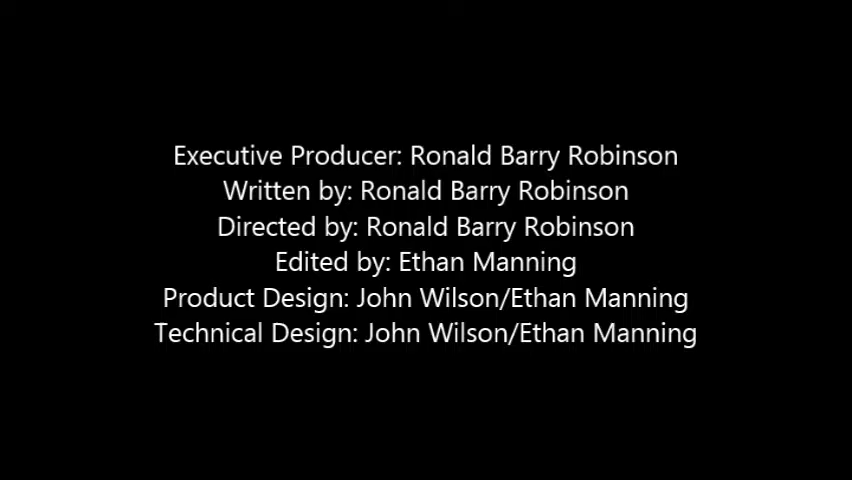 Executive Producer: Ronald Barry Robinson
Written by: Ronald Barry Robinson
Directed by: Ronald Barry Robinson
Edited by: Ethan Manning
Product Design: John Wilson/Ethan Manning
Technical Design: John Wilson/Ethan Manning